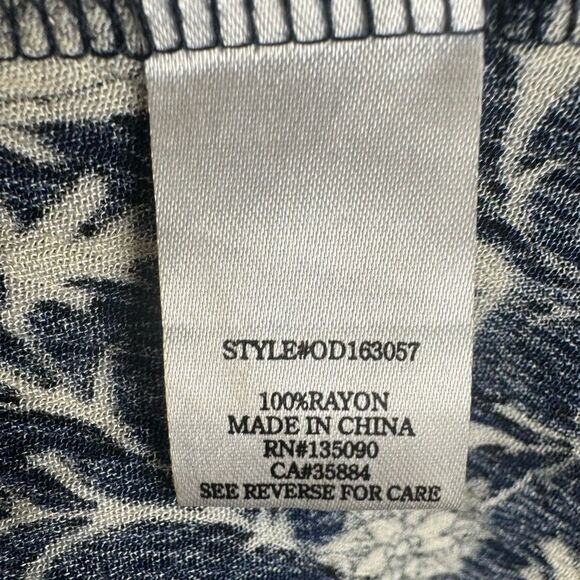 STYLE#OD163057
100%RAYON
MADE IN CHINA
RN#135090
CA#35884
SEE REVERSE FOR CARE